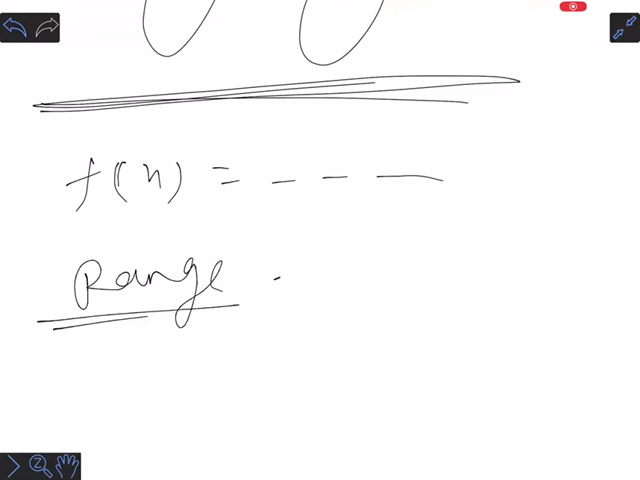 f(x) = _ _ _
Range -